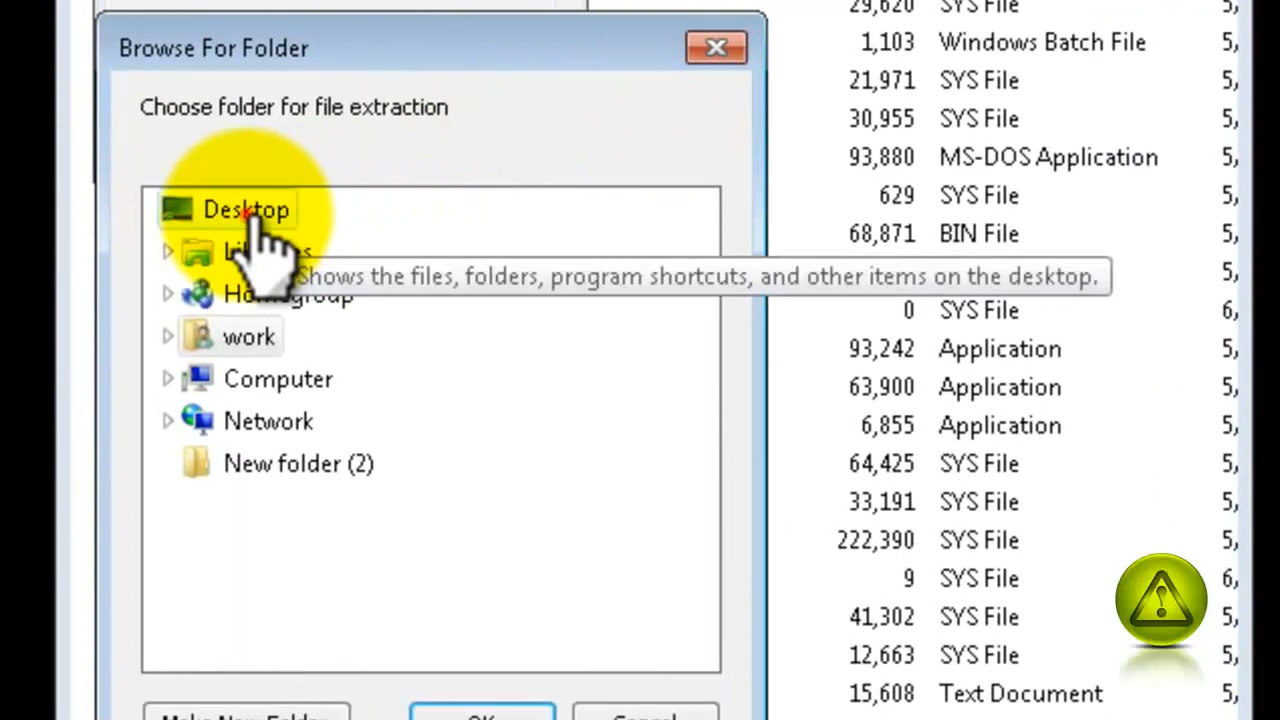 Browse For Folder
Choose folder for file extraction
Desktop
Shows the files, folders, program shortcuts, and other items on the desktop.
work
Computer
Network
New folder (2)
29,620 SYS File 5,
1,103 Windows Batch File 5,
21,971 SYS File 5,
30,955 SYS File 5,
93,880 MS-DOS Application 5,
629 SYS File 5,
68,871 BIN File 5,
5,
0 SYS File 6,
93,242 Application 5,
63,900 Application 5,
6,855 Application 5,
64,425 SYS File 5,
33,191 SYS File 5,
222,390 SYS File 5,
9 SYS File 6,
41,302 SYS File 5,
12,663 SYS File 5,
15,608 Text Document 5,
Make New Folder
OK
Cancel